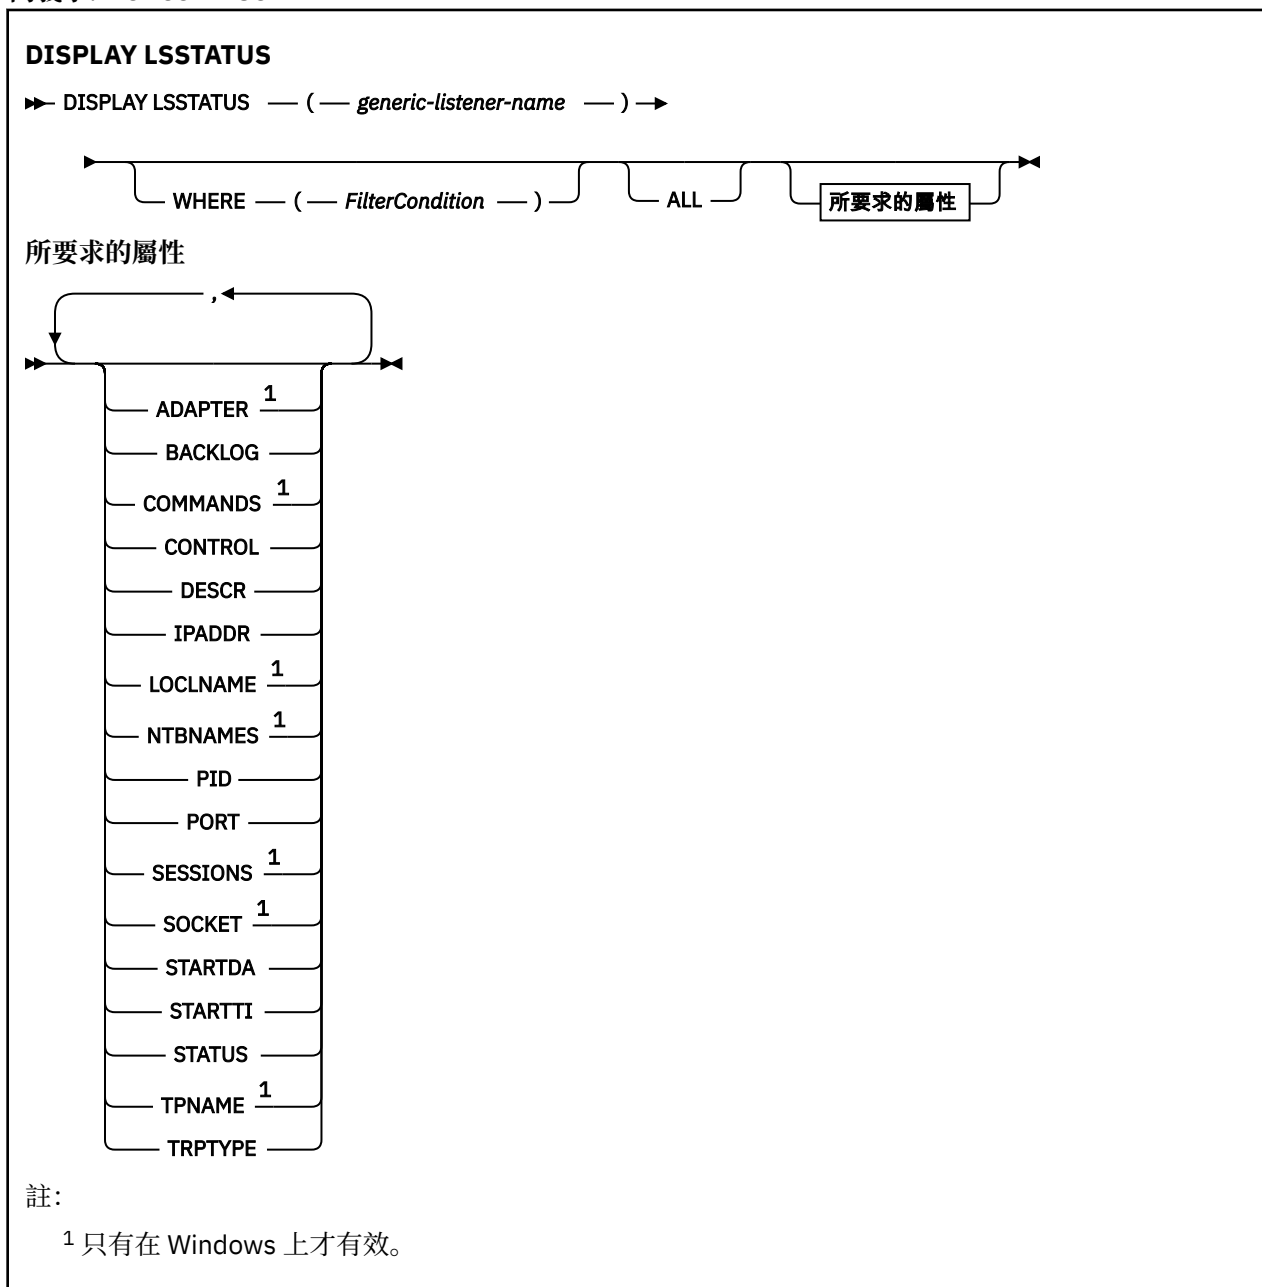 DISPLAY LSSTATUS
DISPLAY LSSTATUS ( generic-listener-name )
WHERE ( FilterCondition ) ALL 所要求的屬性
所要求的屬性
,
ADAPTER 1
BACKLOG
COMMANDS 1
CONTROL
DESCR
IPADDR
LOCLNAME 1
NTBNAMES 1
PID
PORT
SESSIONS 1
SOCKET 1
STARTDA
STARTTI
STATUS
TPNAME 1
TRPTYPE
註:
1 只有在 Windows 上才有效。